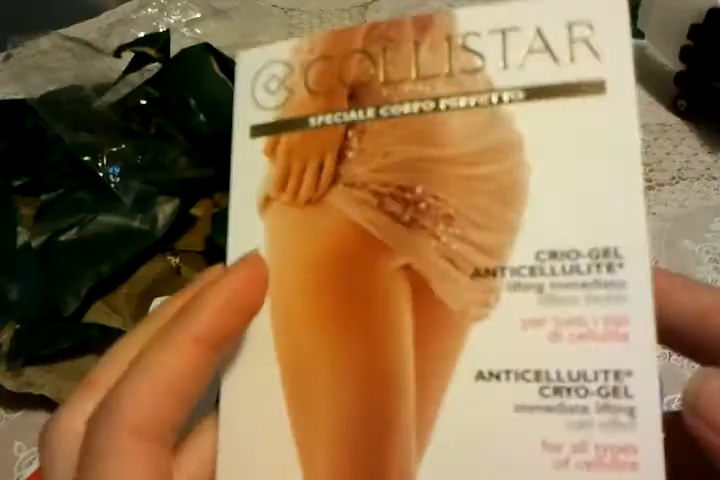 COLLISTAR
SPECIALE CORPO PERFETTO
CRIO-GEL
ANTICELLULITE*
lifting immediato
per tutti i tipi
di cellulite
ANTICELLULITE*
CRYO-GEL
immediate lifting
for all types
of cellulite